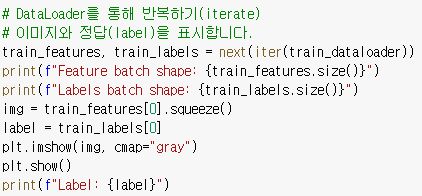 # DataLoader를 통해 반복하기(iterate)
# 이미지와 정답(label)을 표시합니다.
train_features, train_labels = next(iter(train_dataloader))
print(f"Feature batch shape: {train_features.size()}")
print(f"Labels batch shape: {train_labels.size()}")
img = train_features[0].squeeze()
label = train_labels[0]
plt.imshow(img, cmap="gray")
plt.show()
print(f"Label: {label}")